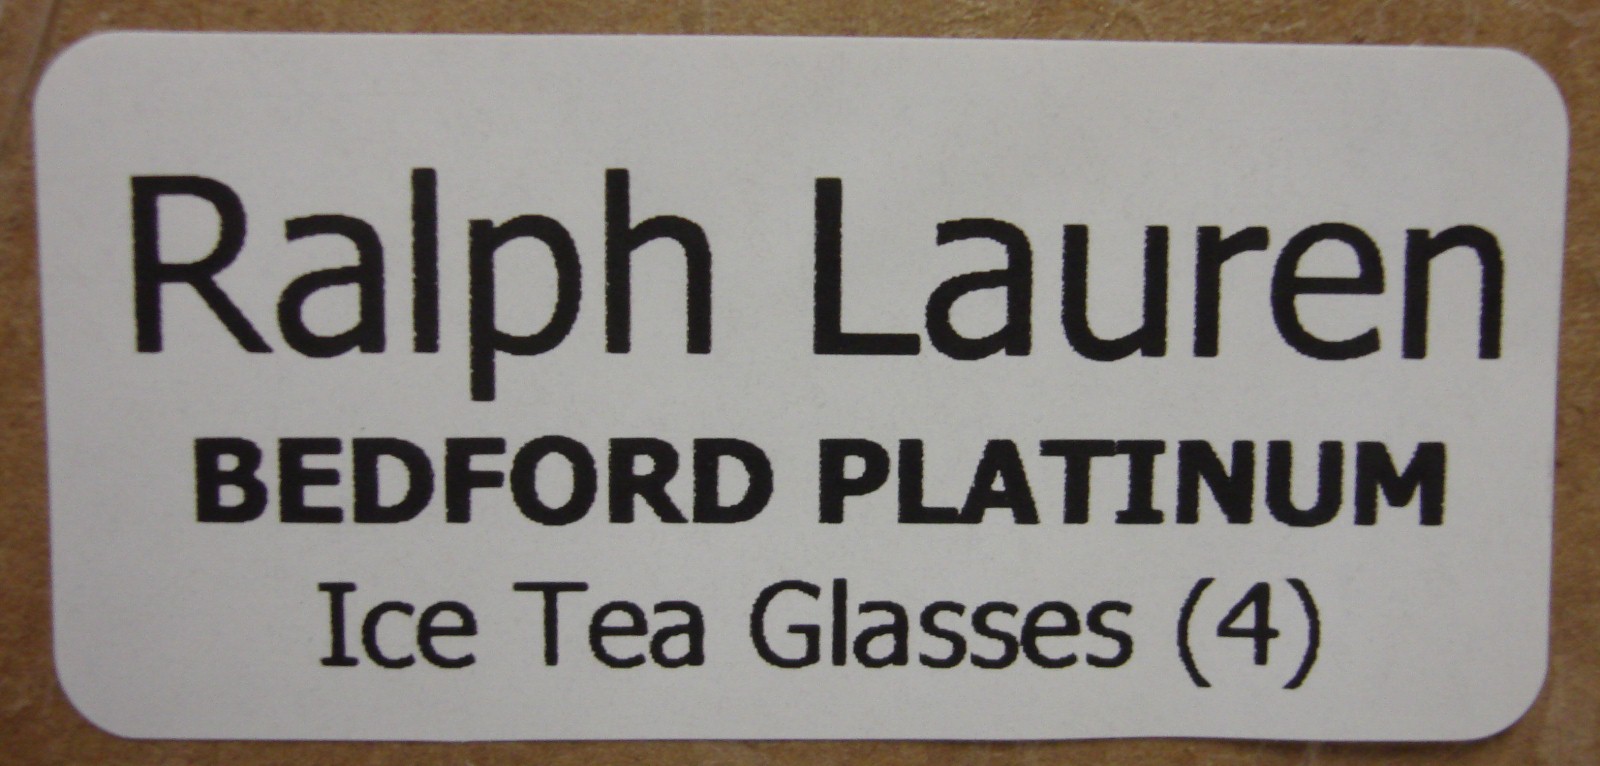 Ralph Lauren
BEDFORD PLATINUM
Ice Tea Glasses (4)